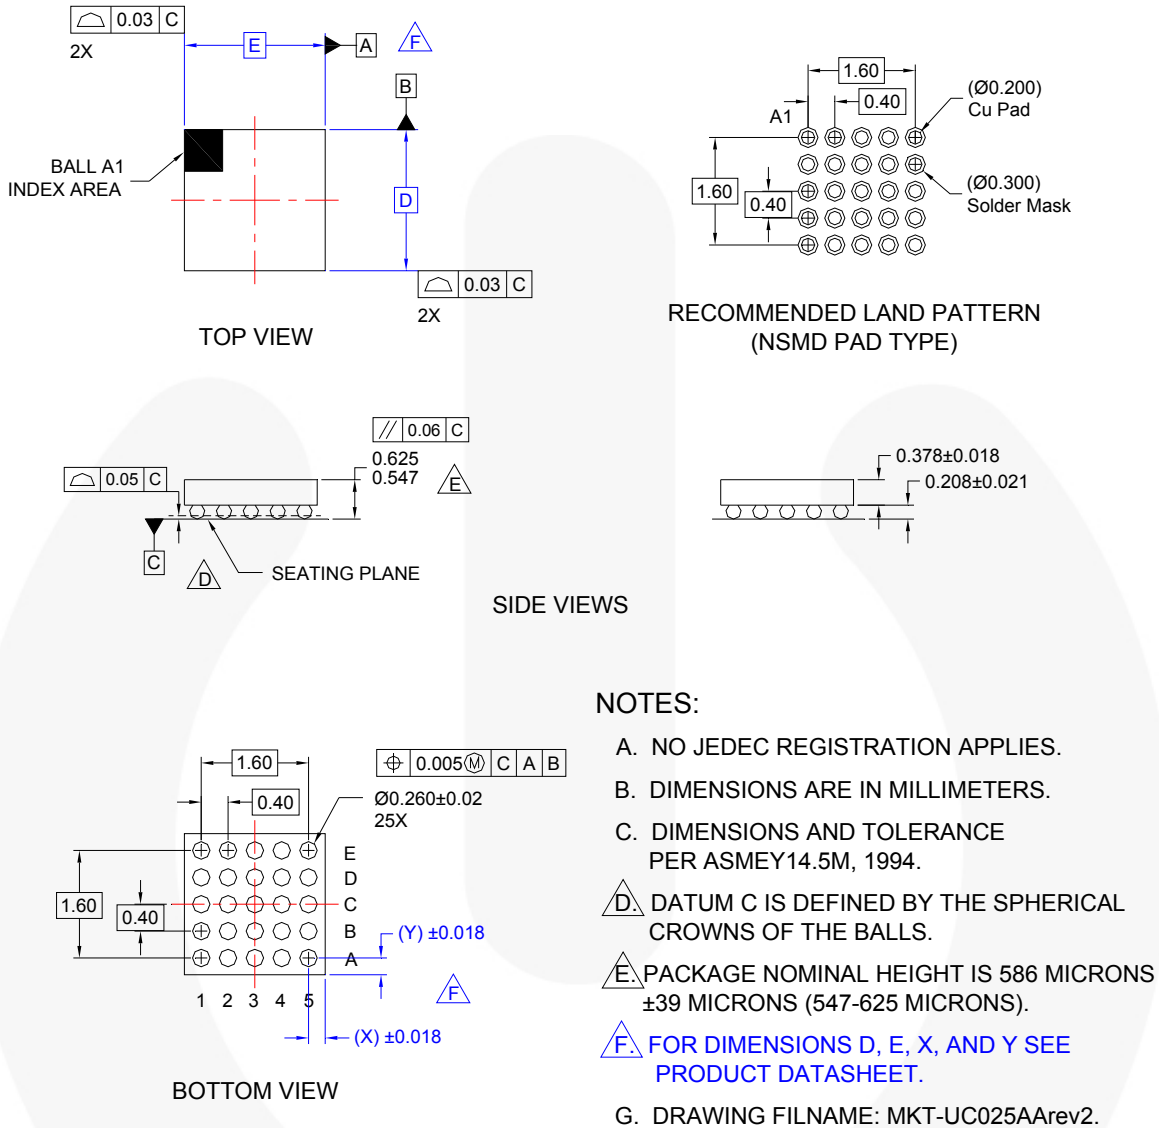 0.03 C
2X
E
A
F
B
BALL A1
INDEX AREA
D
0.03 C
2X
TOP VIEW
1.60
0.40
A1
(Ø0.200)
Cu Pad
1.60
0.40
(Ø0.300)
Solder Mask
RECOMMENDED LAND PATTERN
(NSMD PAD TYPE)
// 0.06 C
0.625
0.547
E
0.05 C
C
D
SEATING PLANE
0.378±0.018
0.208±0.021
SIDE VIEWS
1.60
0.40
0.005Ⓜ C A B
Ø0.260±0.02
25X
E
D
C
B
A
1.60
0.40
(Y) ±0.018
F
1 2 3 4 5
(X) ±0.018
BOTTOM VIEW
NOTES:
A. NO JEDEC REGISTRATION APPLIES.
B. DIMENSIONS ARE IN MILLIMETERS.
C. DIMENSIONS AND TOLERANCE
PER ASMEY14.5M, 1994.
D. DATUM C IS DEFINED BY THE SPHERICAL
CROWNS OF THE BALLS.
E. PACKAGE NOMINAL HEIGHT IS 586 MICRONS
±39 MICRONS (547-625 MICRONS).
F. FOR DIMENSIONS D, E, X, AND Y SEE
PRODUCT DATASHEET.
G. DRAWING FILNAME: MKT-UC025AArev2.